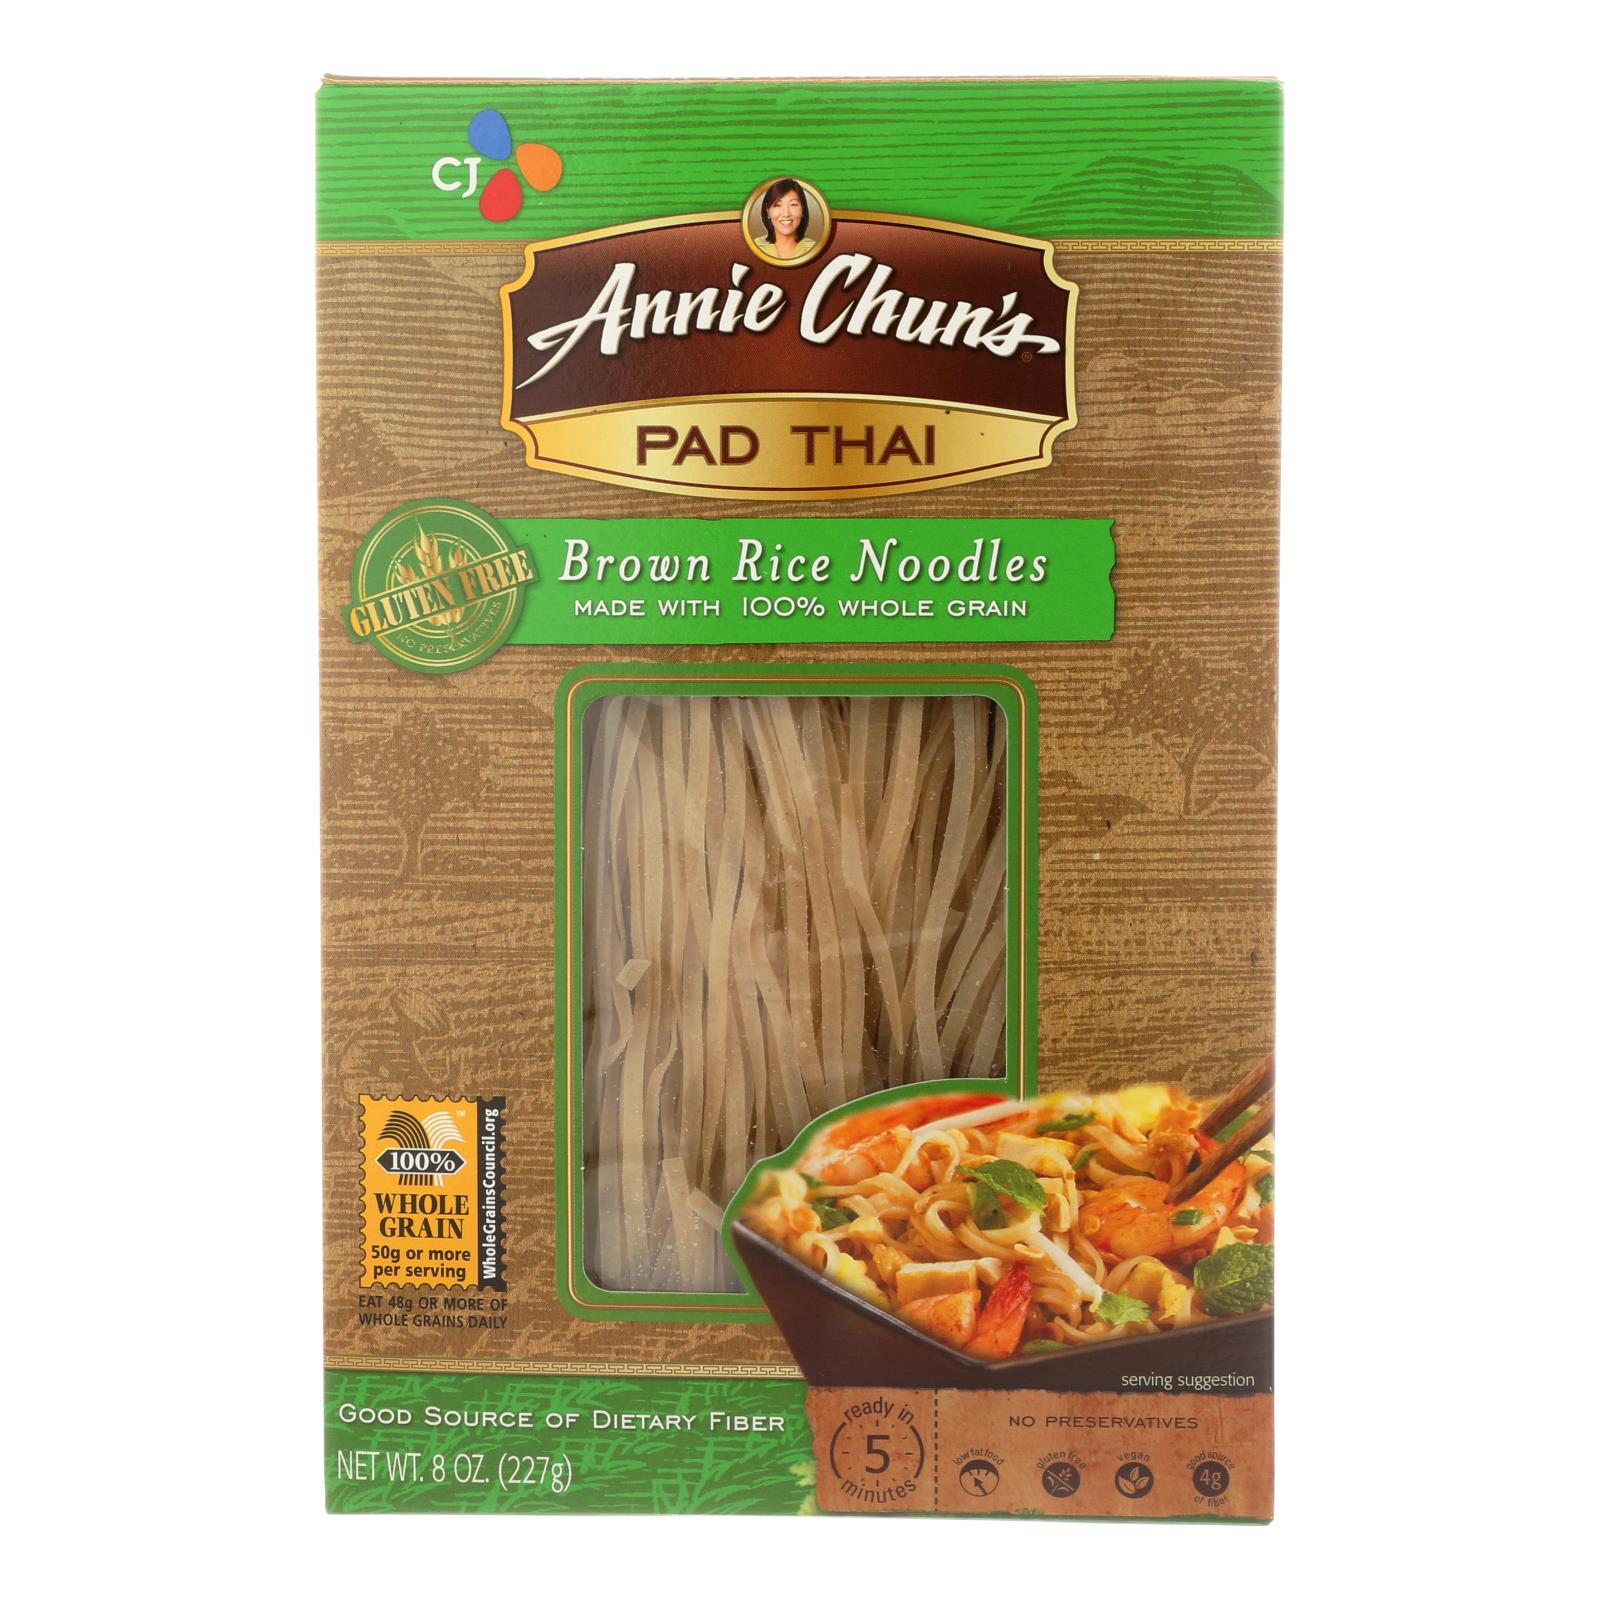 CJ
Annie Chun's®
PAD THAI
GLUTEN FREE
NO PRESERVATIVES
Brown Rice Noodles
MADE WITH 100% WHOLE GRAIN
™
100%
WHOLE
GRAIN
50g or more
per serving
WholeGrainsCouncil.org
EAT 48g OR MORE OF
WHOLE GRAINS DAILY
serving suggestion
GOOD SOURCE OF DIETARY FIBER
NET WT. 8 OZ. (227g)
ready in
5
minutes
NO PRESERVATIVES
low fat food
gluten free
vegan
good source
4g
of fiber